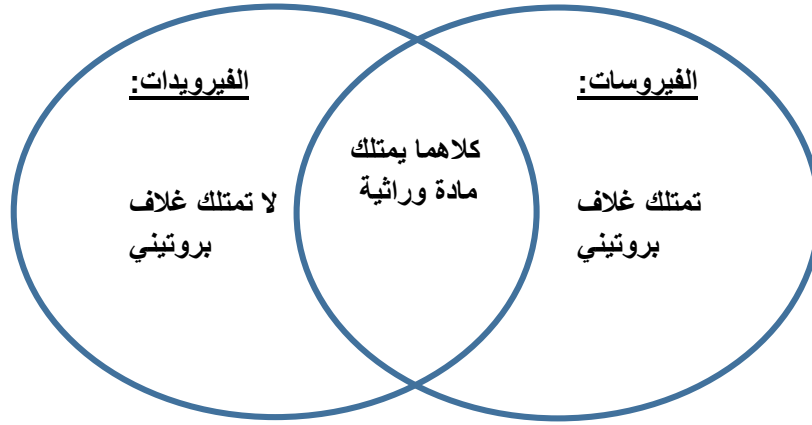 الفيروسات:
تمتلك غلاف
بروتيني
كلاهما يمتلك
مادة وراثية
الفيرويدات:
لا تمتلك غلاف
بروتيني